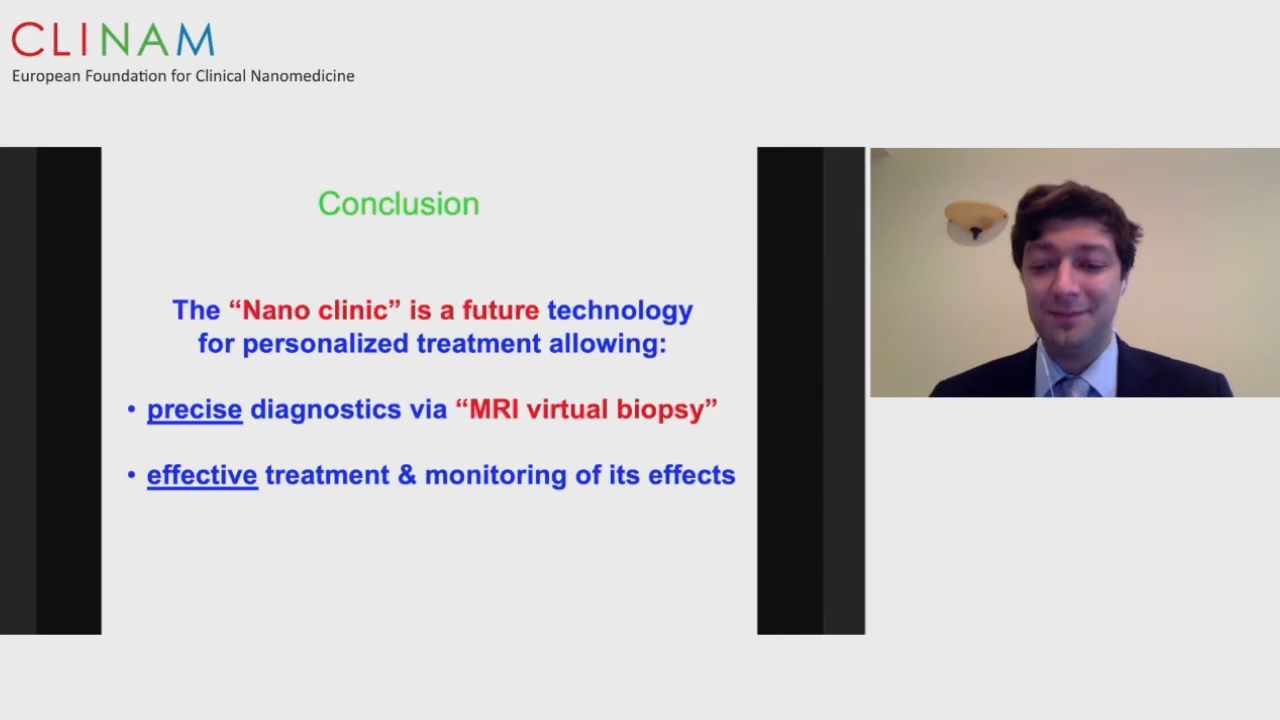 CLINAM
European Foundation for Clinical Nanomedicine
Conclusion
The “Nano clinic” is a future technology
for personalized treatment allowing:
• precise diagnostics via “MRI virtual biopsy”
• effective treatment & monitoring of its effects